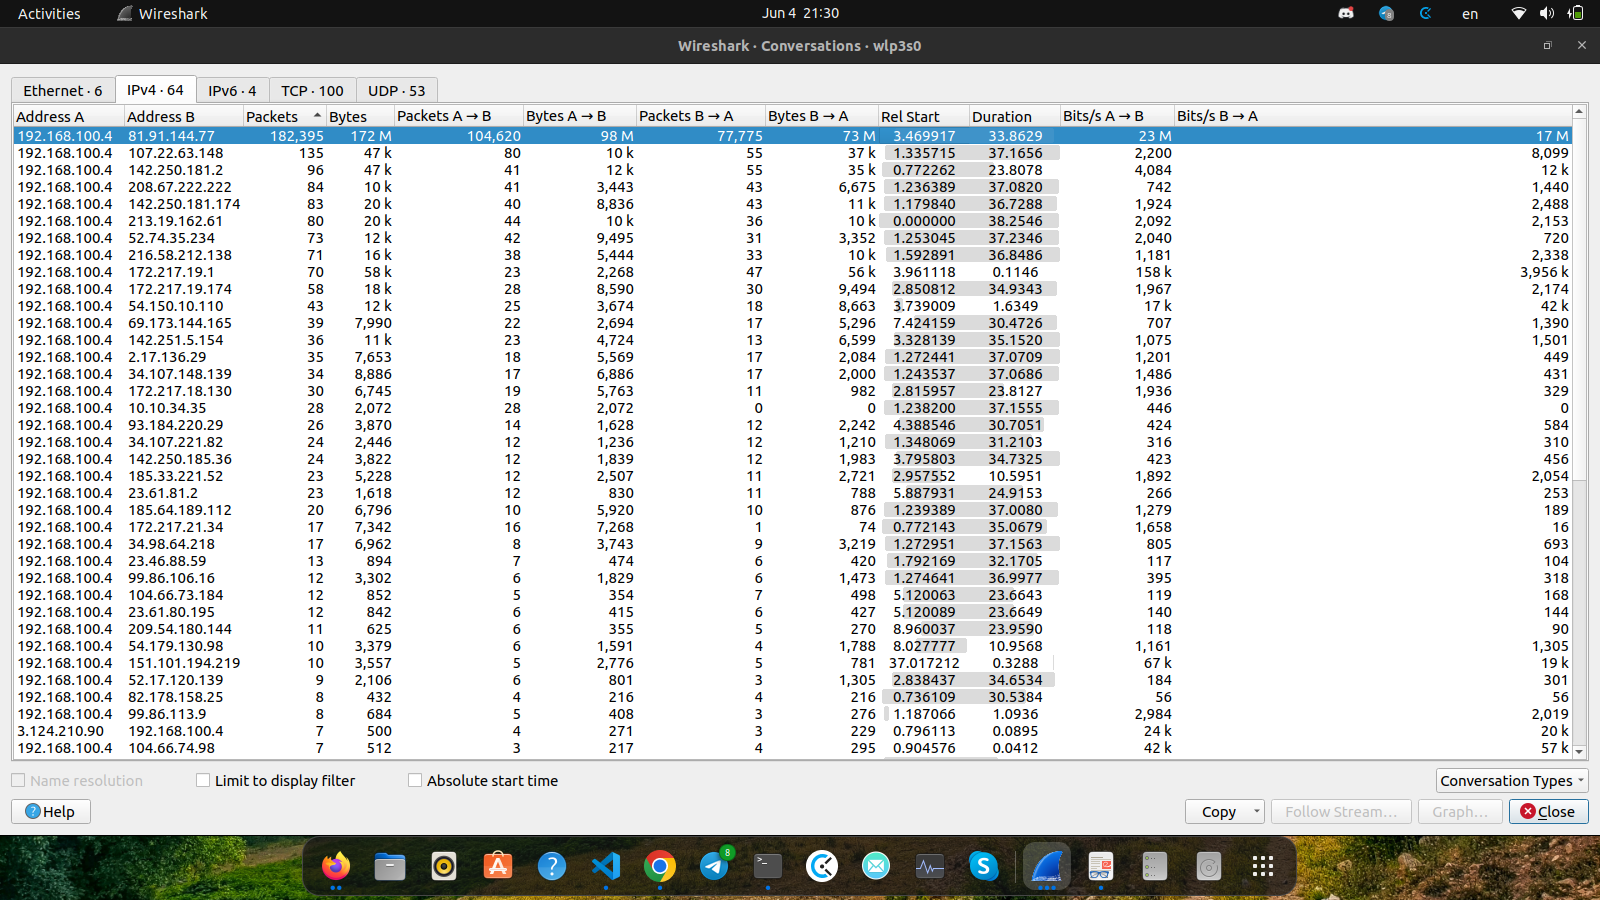 Activities Wireshark Jun 4 21:30 8 en
Wireshark · Conversations · wlp3s0
Ethernet · 6 IPv4 · 64 IPv6 · 4 TCP · 100 UDP · 53
Address A Address B Packets Bytes Packets A → B Bytes A → B Packets B → A Bytes B → A Rel Start Duration Bits/s A → B Bits/s B → A
192.168.100.4 81.91.144.77 182,395 172 M 104,620 98 M 77,775 73 M 3.469917 33.8629 23 M 17 M
192.168.100.4 107.22.63.148 135 47 k 80 10 k 55 37 k 1.335715 37.1656 2,200 8,099
192.168.100.4 142.250.181.2 96 47 k 41 12 k 55 35 k 0.772262 23.8078 4,084 12 k
192.168.100.4 208.67.222.222 84 10 k 41 3,443 43 6,675 1.236389 37.0820 742 1,440
192.168.100.4 142.250.181.174 83 20 k 40 8,836 43 11 k 1.179840 36.7288 1,924 2,488
192.168.100.4 213.19.162.61 80 20 k 44 10 k 36 10 k 0.000000 38.2546 2,092 2,153
192.168.100.4 52.74.35.234 73 12 k 42 9,495 31 3,352 1.253045 37.2346 2,040 720
192.168.100.4 216.58.212.138 71 16 k 38 5,444 33 10 k 1.592891 36.8486 1,181 2,338
192.168.100.4 172.217.19.1 70 58 k 23 2,268 47 56 k 3.961118 0.1146 158 k 3,956 k
192.168.100.4 172.217.19.174 58 18 k 28 8,590 30 9,494 2.850812 34.9343 1,967 2,174
192.168.100.4 54.150.10.110 43 12 k 25 3,674 18 8,663 3.739009 1.6349 17 k 42 k
192.168.100.4 69.173.144.165 39 7,990 22 2,694 17 5,296 7.424159 30.4726 707 1,390
192.168.100.4 142.251.5.154 36 11 k 23 4,724 13 6,599 3.328139 35.1520 1,075 1,501
192.168.100.4 2.17.136.29 35 7,653 18 5,569 17 2,084 1.272441 37.0709 1,201 449
192.168.100.4 34.107.148.139 34 8,886 17 6,886 17 2,000 1.243537 37.0686 1,486 431
192.168.100.4 172.217.18.130 30 6,745 19 5,763 11 982 2.815957 23.8127 1,936 329
192.168.100.4 10.10.34.35 28 2,072 28 2,072 0 0 1.238200 37.1555 446 0
192.168.100.4 93.184.220.29 26 3,870 14 1,628 12 2,242 4.388546 30.7051 424 584
192.168.100.4 34.107.221.82 24 2,446 12 1,236 12 1,210 1.348069 31.2103 316 310
192.168.100.4 142.250.185.36 24 3,822 12 1,839 12 1,983 3.795803 34.7325 423 456
192.168.100.4 185.33.221.52 23 5,228 12 2,507 11 2,721 2.957552 10.5951 1,892 2,054
192.168.100.4 23.61.81.2 23 1,618 12 830 11 788 5.887931 24.9153 266 253
192.168.100.4 185.64.189.112 20 6,796 10 5,920 10 876 1.239389 37.0080 1,279 189
192.168.100.4 172.217.21.34 17 7,342 16 7,268 1 74 0.772143 35.0679 1,658 16
192.168.100.4 34.98.64.218 17 6,962 8 3,743 9 3,219 1.272951 37.1563 805 693
192.168.100.4 23.46.88.59 13 894 7 474 6 420 1.792169 32.1705 117 104
192.168.100.4 99.86.106.16 12 3,302 6 1,829 6 1,473 1.274641 36.9977 395 318
192.168.100.4 104.66.73.184 12 852 5 354 7 498 5.120063 23.6643 119 168
192.168.100.4 23.61.80.195 12 842 6 415 6 427 5.120089 23.6649 140 144
192.168.100.4 209.54.180.144 11 625 6 355 5 270 8.960037 23.9590 118 90
192.168.100.4 54.179.130.98 10 3,379 6 1,591 4 1,788 8.027777 10.9568 1,161 1,305
192.168.100.4 151.101.194.219 10 3,557 5 2,776 5 781 37.017212 0.3288 67 k 19 k
192.168.100.4 52.17.120.139 9 2,106 6 801 3 1,305 2.838437 34.6534 184 301
192.168.100.4 82.178.158.25 8 432 4 216 4 216 0.736109 30.5384 56 56
192.168.100.4 99.86.113.9 8 684 5 408 3 276 1.187066 1.0936 2,984 2,019
3.124.210.90 192.168.100.4 7 500 4 271 3 229 0.796113 0.0895 24 k 20 k
192.168.100.4 104.66.74.98 7 512 3 217 4 295 0.904576 0.0412 42 k 57 k
Name resolution Limit to display filter Absolute start time Conversation Types
Help Copy Follow Stream… Graph… Close
8